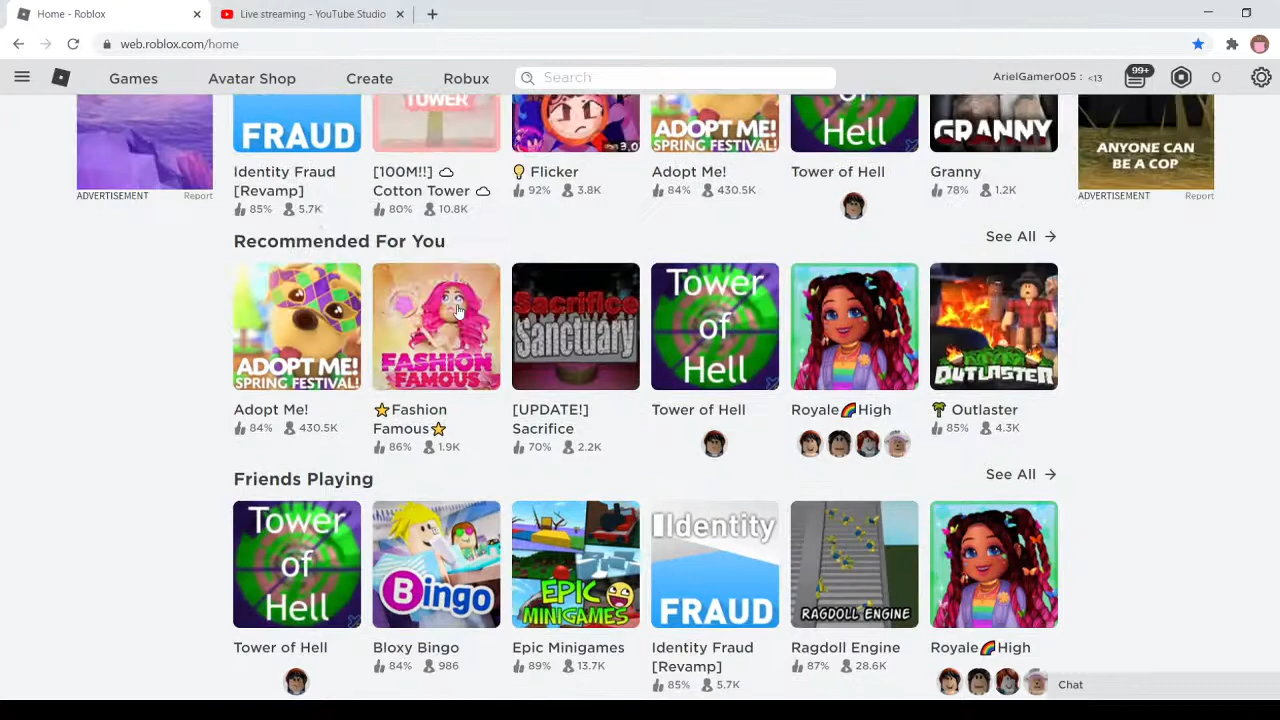 Home - Roblox
Live streaming - YouTube Studio
web.roblox.com/home
Games
Avatar Shop
Create
Robux
Search
ArielGamer005 : <13
99+
0
FRAUD
TOWER
3.0
ADOPT ME!
SPRING FESTIVAL!
of
Hell
GRANNY
ANYONE CAN
BE A COP
ADVERTISEMENT
Report
Identity Fraud
[Revamp]
85% 5.7K
[100M!!] ☁
Cotton Tower ☁
80% 10.8K
💡 Flicker
92% 3.8K
Adopt Me!
84% 430.5K
Tower of Hell
Granny
78% 1.2K
ADVERTISEMENT
Report
Recommended For You
See All →
ADOPT ME!
SPRING FESTIVAL!
FASHION
FAMOUS
Sacrifice
Sanctuary
Tower
of
Hell
OUTLASTER
Adopt Me!
84% 430.5K
⭐Fashion
Famous⭐
86% 1.9K
[UPDATE!]
Sacrifice
70% 2.2K
Tower of Hell
Royale🌈High
🌴 Outlaster
85% 4.3K
Friends Playing
See All →
Tower
of
Hell
Bingo
EPIC
MINIGAMES
Identity
FRAUD
RAGDOLL ENGINE
Tower of Hell
Bloxy Bingo
84% 986
Epic Minigames
89% 13.7K
Identity Fraud
[Revamp]
85% 5.7K
Ragdoll Engine
87% 28.6K
Royale🌈High
Chat